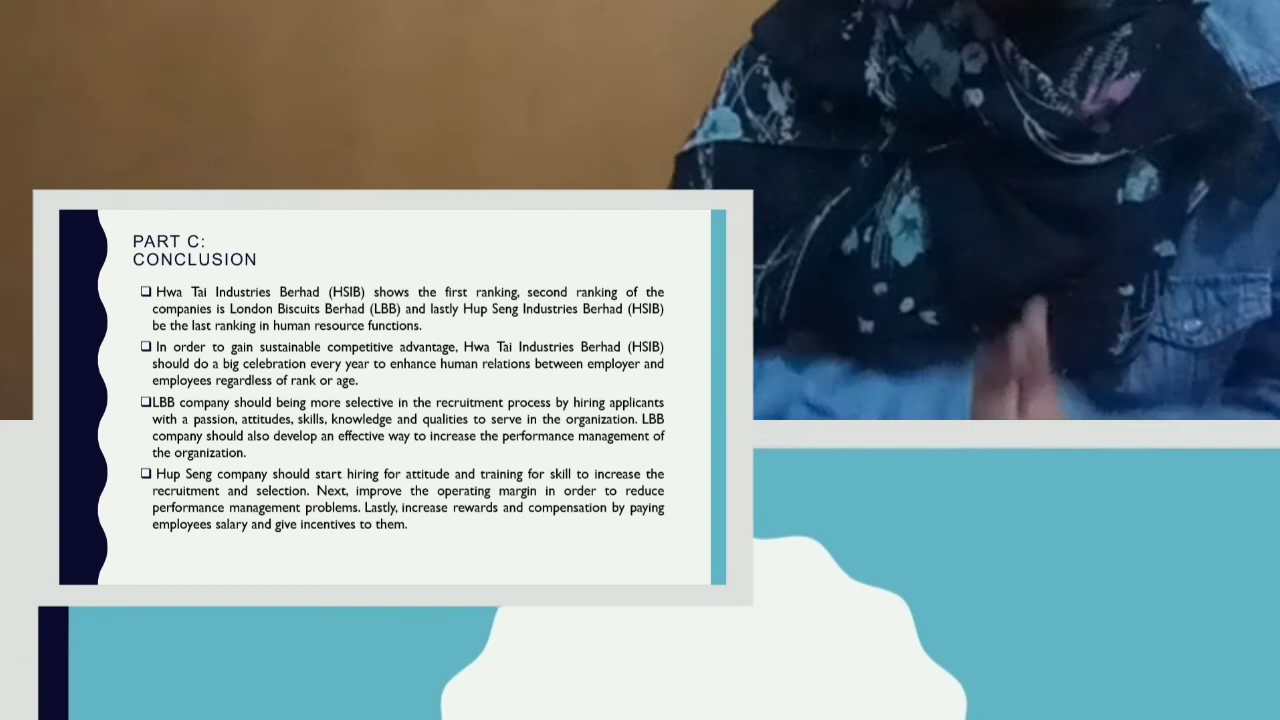 PART C:
CONCLUSION
Hwa Tai Industries Berhad (HSIB) shows the first ranking, second ranking of the
companies is London Biscuits Berhad (LBB) and lastly Hup Seng Industries Berhad (HSIB)
be the last ranking in human resource functions.
In order to gain sustainable competitive advantage, Hwa Tai Industries Berhad (HSIB)
should do a big celebration every year to enhance human relations between employer and
employees regardless of rank or age.
LBB company should being more selective in the recruitment process by hiring applicants
with a passion, attitudes, skills, knowledge and qualities to serve in the organization. LBB
company should also develop an effective way to increase the performance management of
the organization.
Hup Seng company should start hiring for attitude and training for skill to increase the
recruitment and selection. Next, improve the operating margin in order to reduce
performance management problems. Lastly, increase rewards and compensation by paying
employees salary and give incentives to them.